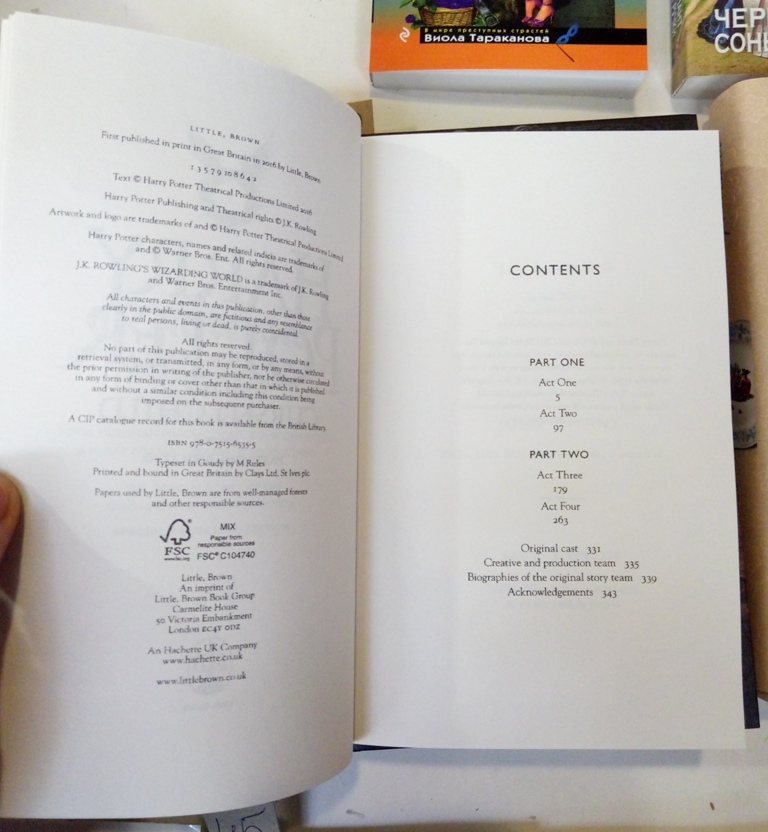 В мире преступных страстей
Виола Тараканова
ЧЕР
СОНЬ
LITTLE, BROWN
First published in print in Great Britain in 2016 by Little, Brown
1 3 5 7 9 10 8 6 4 2
Text © Harry Potter Theatrical Productions Limited 2016
Harry Potter Publishing and Theatrical rights © J.K. Rowling
Artwork and logo are trademarks of and © Harry Potter Theatrical Productions Limited
Harry Potter characters, names and related indicia are trademarks of
and © Warner Bros. Ent. All rights reserved.
J.K. ROWLING'S WIZARDING WORLD is a trademark of J.K. Rowling
and Warner Bros. Entertainment Inc.
All characters and events in this publication, other than those
clearly in the public domain, are fictitious and any resemblance
to real persons, living or dead, is purely coincidental.
All rights reserved.
No part of this publication may be reproduced, stored in a
retrieval system, or transmitted, in any form, or by any means, without
the prior permission in writing of the publisher, nor be otherwise circulated
in any form of binding or cover other than that in which it is published
and without a similar condition including this condition being
imposed on the subsequent purchaser.
A CIP catalogue record for this book is available from the British Library.
ISBN 978-0-7515-6535-5
Typeset in Goudy by M Rules
Printed and bound in Great Britain by Clays Ltd, St Ives plc
Papers used by Little, Brown are from well-managed forests
and other responsible sources.
FSC
www.fsc.org
MIX
Paper from
responsible sources
FSC® C104740
Little, Brown
An imprint of
Little, Brown Book Group
Carmelite House
50 Victoria Embankment
London EC4Y 0DZ
An Hachette UK Company
www.hachette.co.uk
www.littlebrown.co.uk
CONTENTS
PART ONE
Act One
5
Act Two
97
PART TWO
Act Three
179
Act Four
263
Original cast 331
Creative and production team 335
Biographies of the original story team 339
Acknowledgements 343